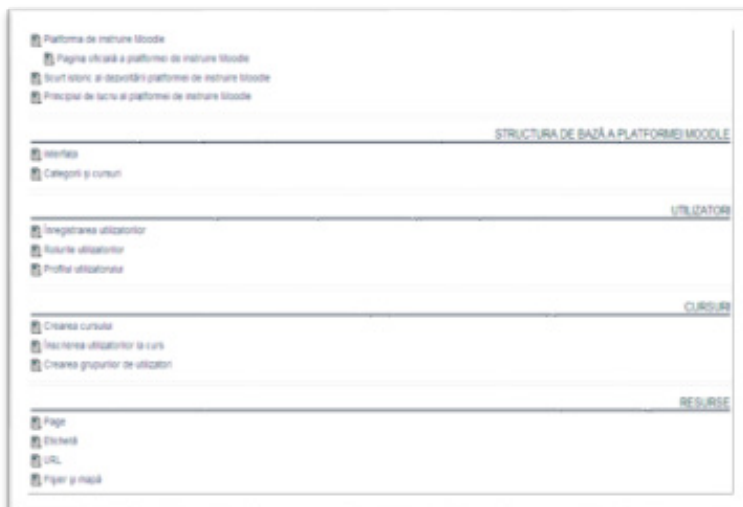 Platforma de instruire Moodle
Pagina oficială a platformei de instruire Moodle
Scurt istoric al dezvoltării platformei de instruire Moodle
Principiul de lucru al platformei de instruire Moodle
STRUCTURA DE BAZĂ A PLATFORMEI MOODLE
Interfața
Categorii și cursuri
UTILIZATORI
Înregistrarea utilizatorilor
Rolurile utilizatorilor
Profilul utilizatorului
CURSURI
Crearea cursului
Înscrierea utilizatorilor la curs
Crearea grupurilor de utilizatori
RESURSE
Page
Etichetă
URL
Fișier și mapă